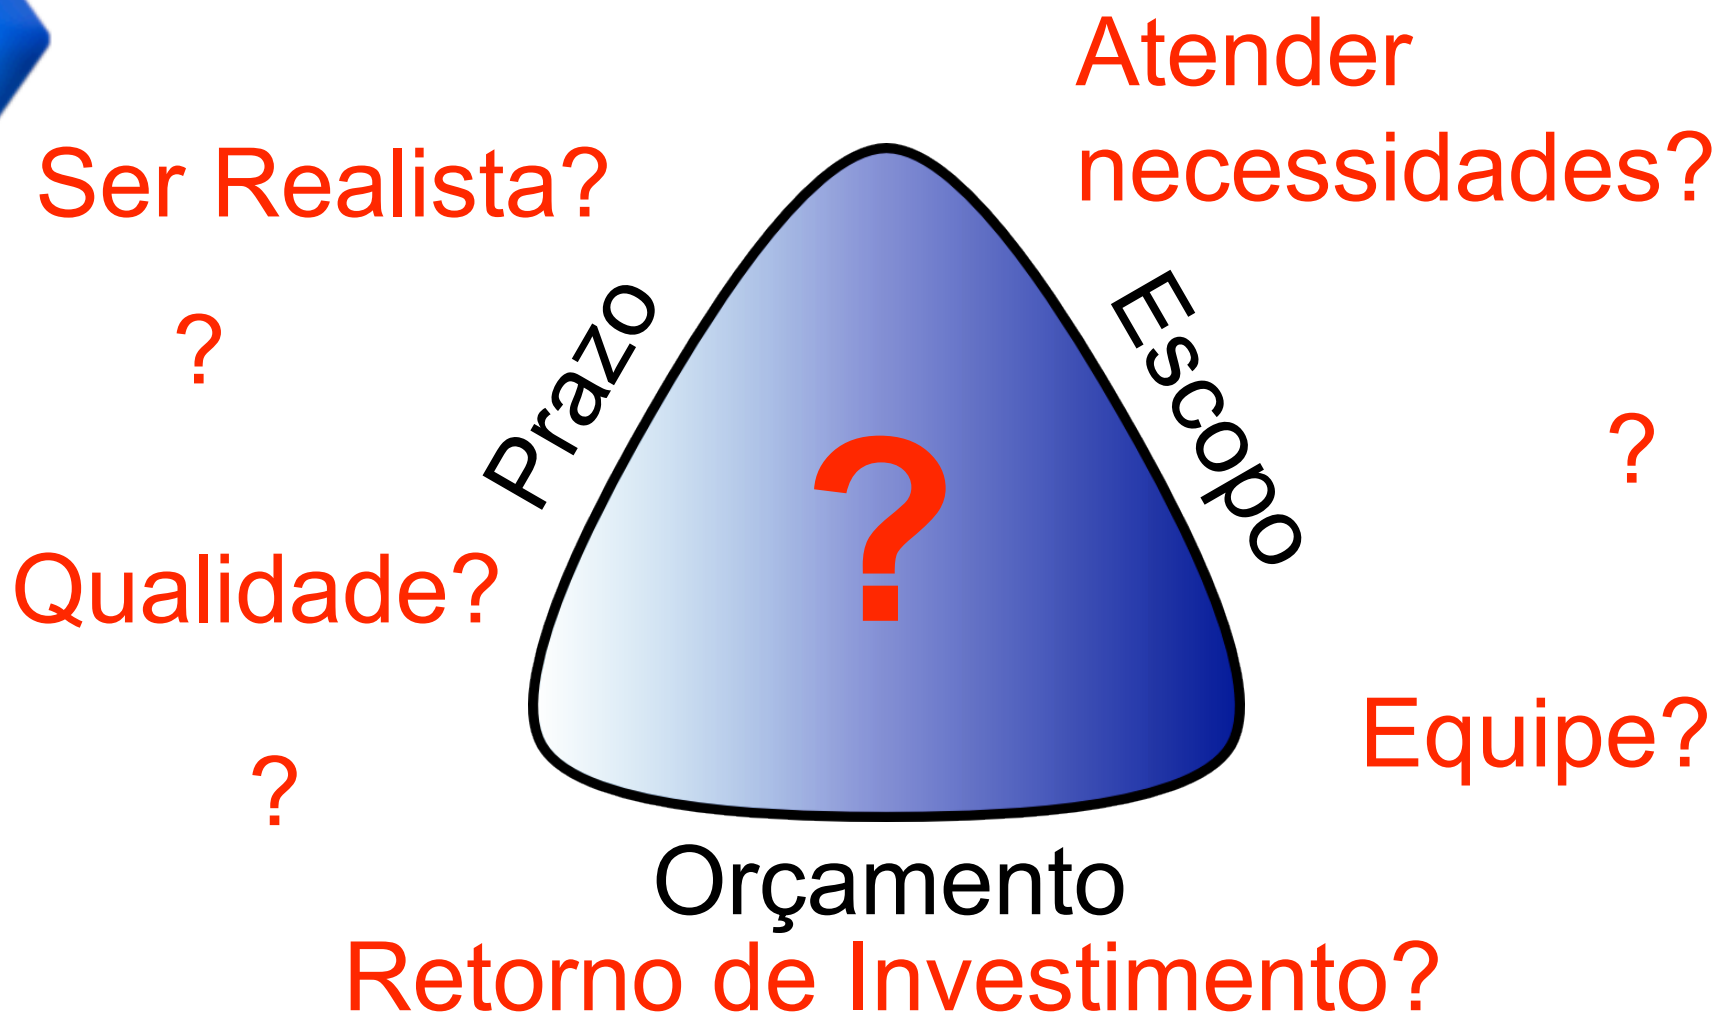 Atender
necessidades?
Ser Realista?
Prazo
Escopo
?
?
?
Qualidade?
Equipe?
?
Orçamento
Retorno de Investimento?